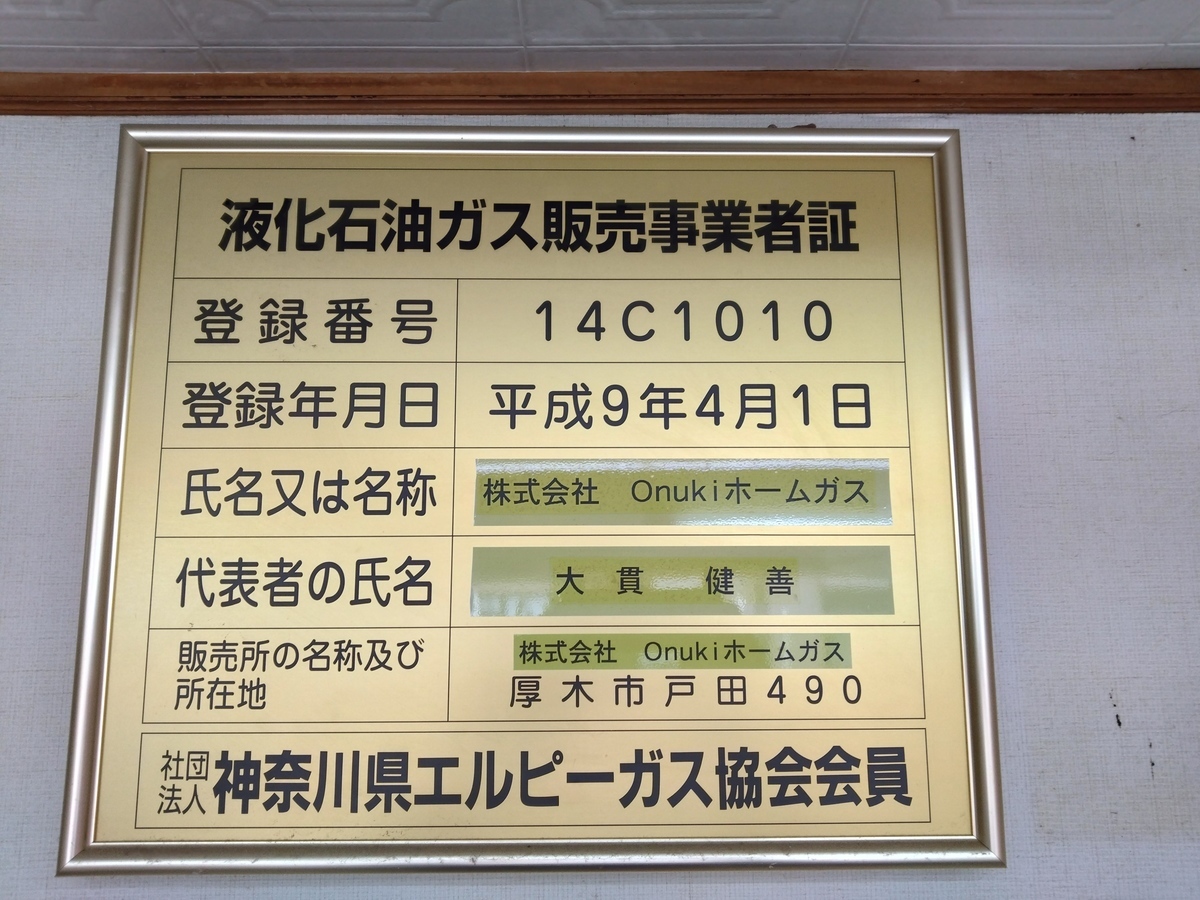 液化石油ガス販売事業者証
登録番号 14C1010
登録年月日 平成9年4月1日
氏名又は名称 株式会社 Onukiホームガス
代表者の氏名 大貫 健善
販売所の名称及び 株式会社 Onukiホームガス
所在地 厚木市戸田490
社団法人 神奈川県エルピーガス協会会員